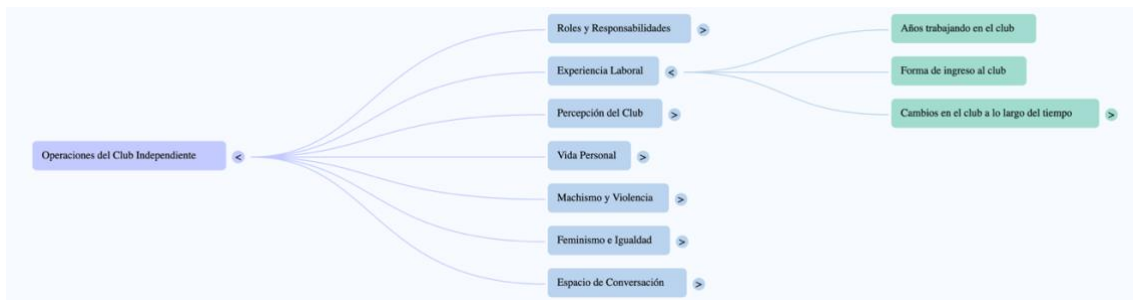 Operaciones del Club Independiente
<
Roles y Responsabilidades
>
Experiencia Laboral
<
Percepción del Club
>
Vida Personal
>
Machismo y Violencia
>
Feminismo e Igualdad
>
Espacio de Conversación
>
Años trabajando en el club
Forma de ingreso al club
Cambios en el club a lo largo del tiempo
>